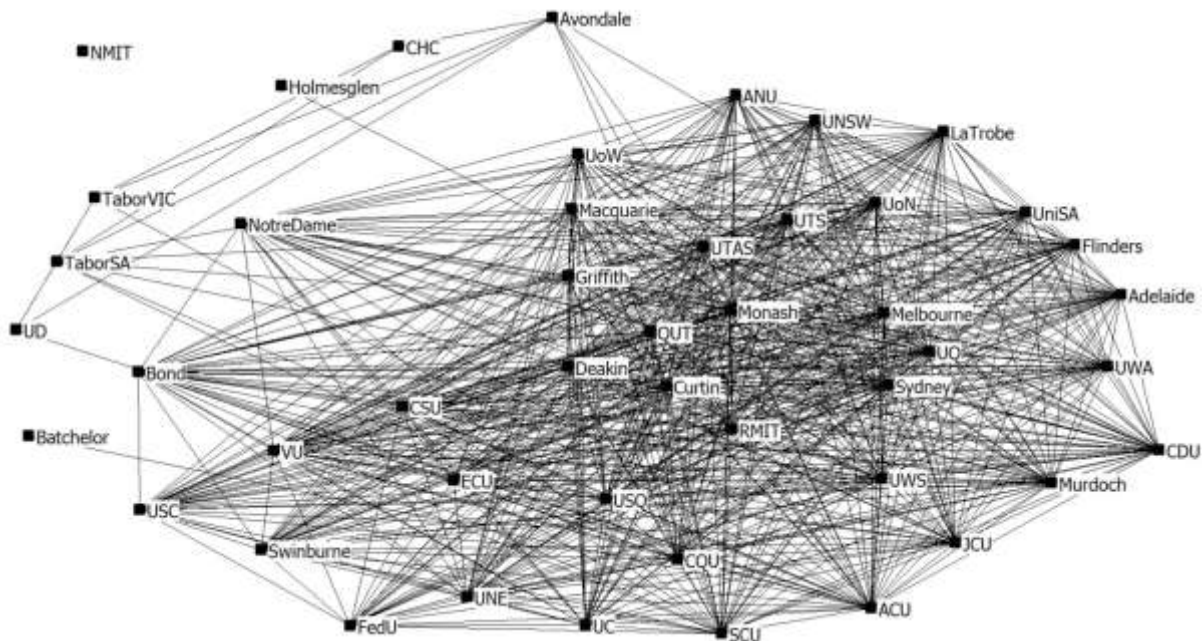 Avondale
CHC
NMIT
Holmesglen
ANU
UNSW
LaTrobe
UoW
TaborVIC
UoN
Macquarie
UniSA
UTS
NotreDame
Flinders
UTAS
TaborSA
Griffith
Adelaide
Monash
Melbourne
UD
QUT
UQ
Deakin
UWA
Bond
Curtin
Sydney
CSU
RMIT
Batchelor
VU
CDU
ECU
UWS
Murdoch
USQ
USC
JCU
Swinburne
CQU
UNE
ACU
FedU
UC
SCU